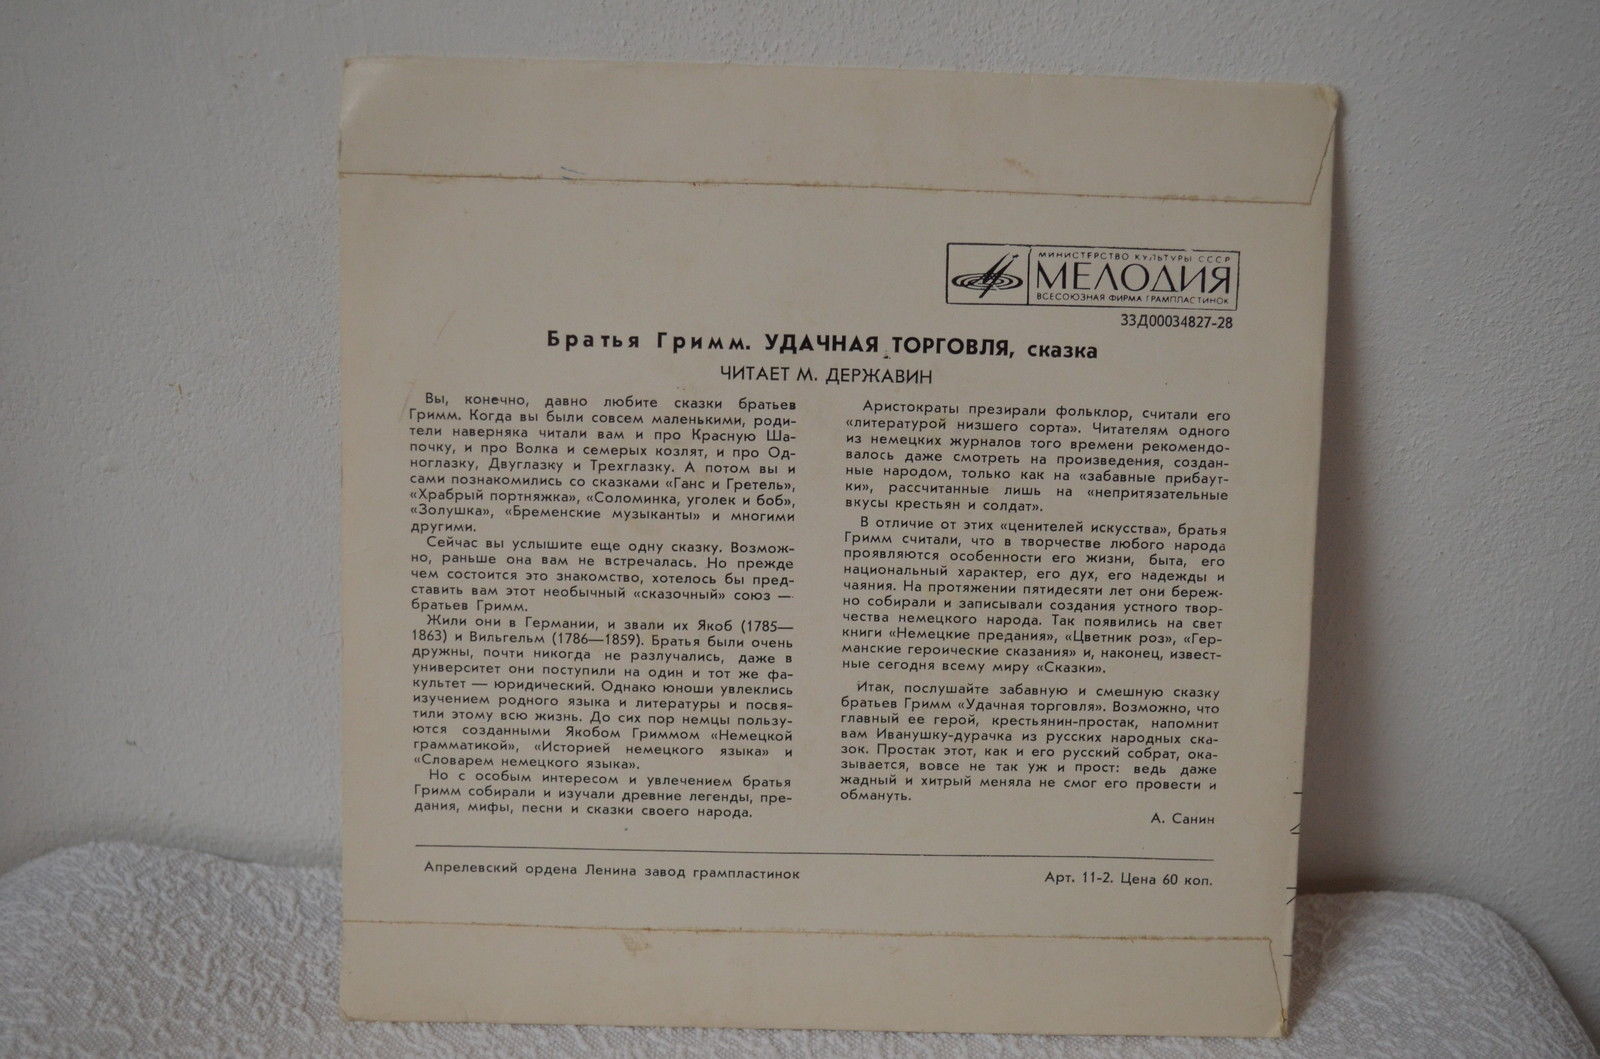 МИНИСТЕРСТВО КУЛЬТУРЫ СССР
МЕЛОДИЯ
ВСЕСОЮЗНАЯ ФИРМА ГРАМПЛАСТИНОК
33Д00034827-28
Братья Гримм. УДАЧНАЯ ТОРГОВЛЯ, сказка
ЧИТАЕТ М. ДЕРЖАВИН
Вы, конечно, давно любите сказки братьев
Гримм. Когда вы были совсем маленькими, роди-
тели наверняка читали вам и про Красную Ша-
почку, и про Волка и семерых козлят, и про Од-
ноглазку, Двуглазку и Трехглазку. А потом вы и
сами познакомились со сказками «Ганс и Гретель»,
«Храбрый портняжка», «Соломинка, уголек и боб»,
«Золушка», «Бременские музыканты» и многими
другими.
Сейчас вы услышите еще одну сказку. Возмож-
но, раньше она вам не встречалась. Но прежде
чем состоится это знакомство, хотелось бы пред-
ставить вам этот необычный «сказочный» союз —
братьев Гримм.
Жили они в Германии, и звали их Якоб (1785—
1863) и Вильгельм (1786—1859). Братья были очень
дружны, почти никогда не разлучались, даже в
университет они поступили на один и тот же фа-
культет — юридический. Однако юноши увлеклись
изучением родного языка и литературы и посвя-
тили этому всю жизнь. До сих пор немцы пользу-
ются созданными Якобом Гриммом «Немецкой
грамматикой», «Историей немецкого языка» и
«Словарем немецкого языка».
Но с особым интересом и увлечением братья
Гримм собирали и изучали древние легенды, пре-
дания, мифы, песни и сказки своего народа.
Аристократы презирали фольклор, считали его
«литературой низшего сорта». Читателям одного
из немецких журналов того времени рекомендо-
валось даже смотреть на произведения, создан-
ные народом, только как на «забавные прибаут-
ки», рассчитанные лишь на «непритязательные
вкусы крестьян и солдат».
В отличие от этих «ценителей искусства», братья
Гримм считали, что в творчестве любого народа
проявляются особенности его жизни, быта, его
национальный характер, его дух, его надежды и
чаяния. На протяжении пятидесяти лет они береж-
но собирали и записывали создания устного твор-
чества немецкого народа. Так появились на свет
книги «Немецкие предания», «Цветник роз», «Гер-
манские героические сказания» и, наконец, извест-
ные сегодня всему миру «Сказки».
Итак, послушайте забавную и смешную сказку
братьев Гримм «Удачная торговля». Возможно, что
главный ее герой, крестьянин-простак, напомнит
вам Иванушку-дурачка из русских народных ска-
зок. Простак этот, как и его русский собрат, ока-
зывается, вовсе не так уж и прост: ведь даже
жадный и хитрый меняла не смог его провести и
обмануть.
А. Санин
Апрелевский ордена Ленина завод грампластинок
Арт. 11-2. Цена 60 коп.